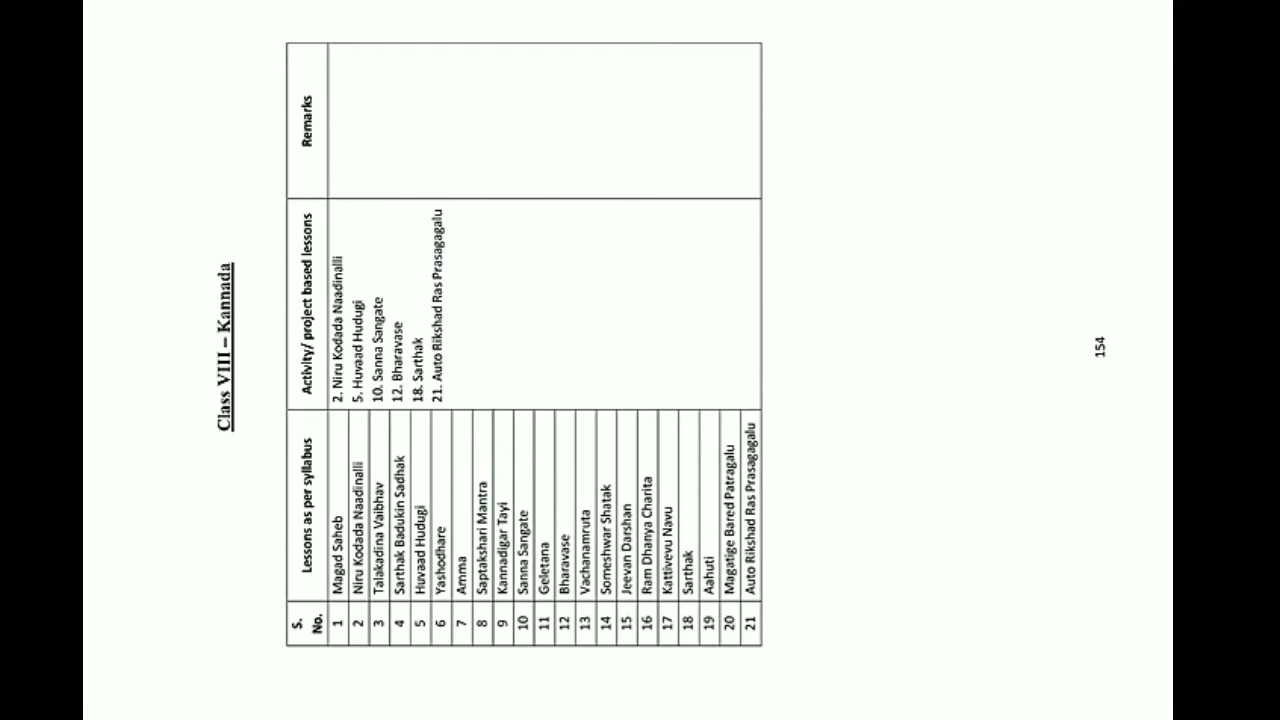 Class VIII – Kannada
S. No. Lessons as per syllabus Activity/ project based lessons Remarks
1 Magad Saheb 2. Niru Kodada Naadinalli
2 Niru Kodada Naadinalli 5. Huvaad Hudugi
3 Talakadina Vaibhav 10. Sanna Sangate
4 Sarthak Badukin Sadhak 12. Bharavase
5 Huvaad Hudugi 18. Sarthak
6 Yashodhare 21. Auto Rikshad Ras Prasagagalu
7 Amma
8 Saptakshari Mantra
9 Kannadigar Tayi
10 Sanna Sangate
11 Geletana
12 Bharavase
13 Vachanamruta
14 Someshwar Shatak
15 Jeevan Darshan
16 Ram Dhanya Charita
17 Kattivevu Navu
18 Sarthak
19 Aahuti
20 Magatige Bared Patragalu
21 Auto Rikshad Ras Prasagagalu
154